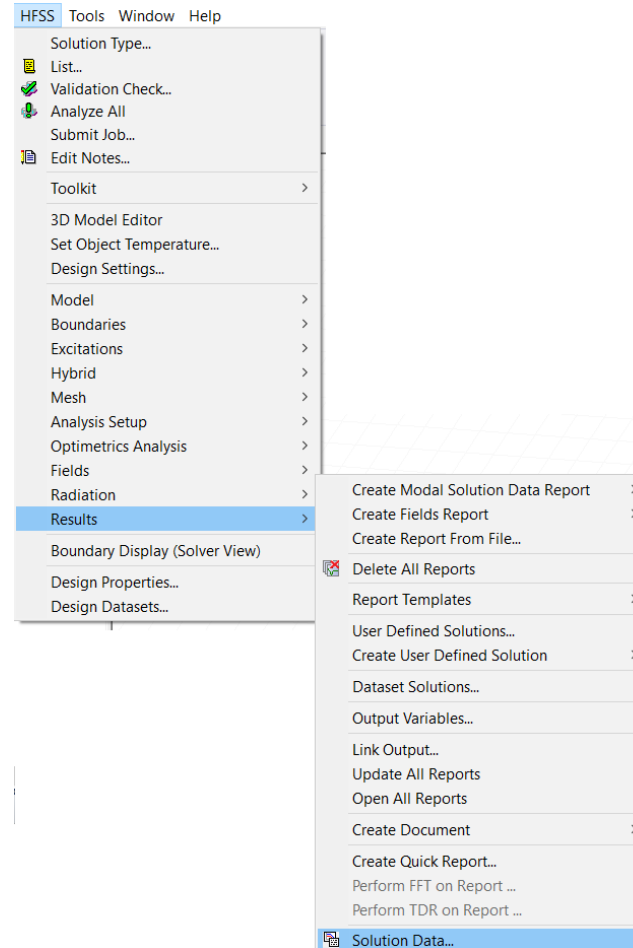 HFSS Tools Window Help
Solution Type...
List...
Validation Check...
Analyze All
Submit Job...
Edit Notes...
Toolkit
3D Model Editor
Set Object Temperature...
Design Settings...
Model
Boundaries
Excitations
Hybrid
Mesh
Analysis Setup
Optimetrics Analysis
Fields
Radiation
Results
Boundary Display (Solver View)
Design Properties...
Design Datasets...
Create Modal Solution Data Report
Create Fields Report
Create Report From File...
Delete All Reports
Report Templates
User Defined Solutions...
Create User Defined Solution
Dataset Solutions...
Output Variables...
Link Output...
Update All Reports
Open All Reports
Create Document
Create Quick Report...
Perform FFT on Report ...
Perform TDR on Report ...
Solution Data...